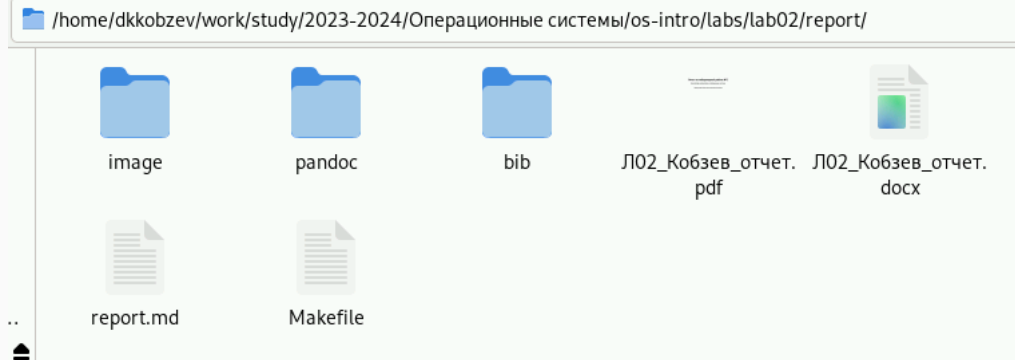 /home/dkkobzev/work/study/2023-2024/Операционные системы/os-intro/labs/lab02/report/
image
pandoc
bib
Л02_Кобзев_отчет.
pdf
Л02_Кобзев_отчет.
docx
report.md
Makefile
..